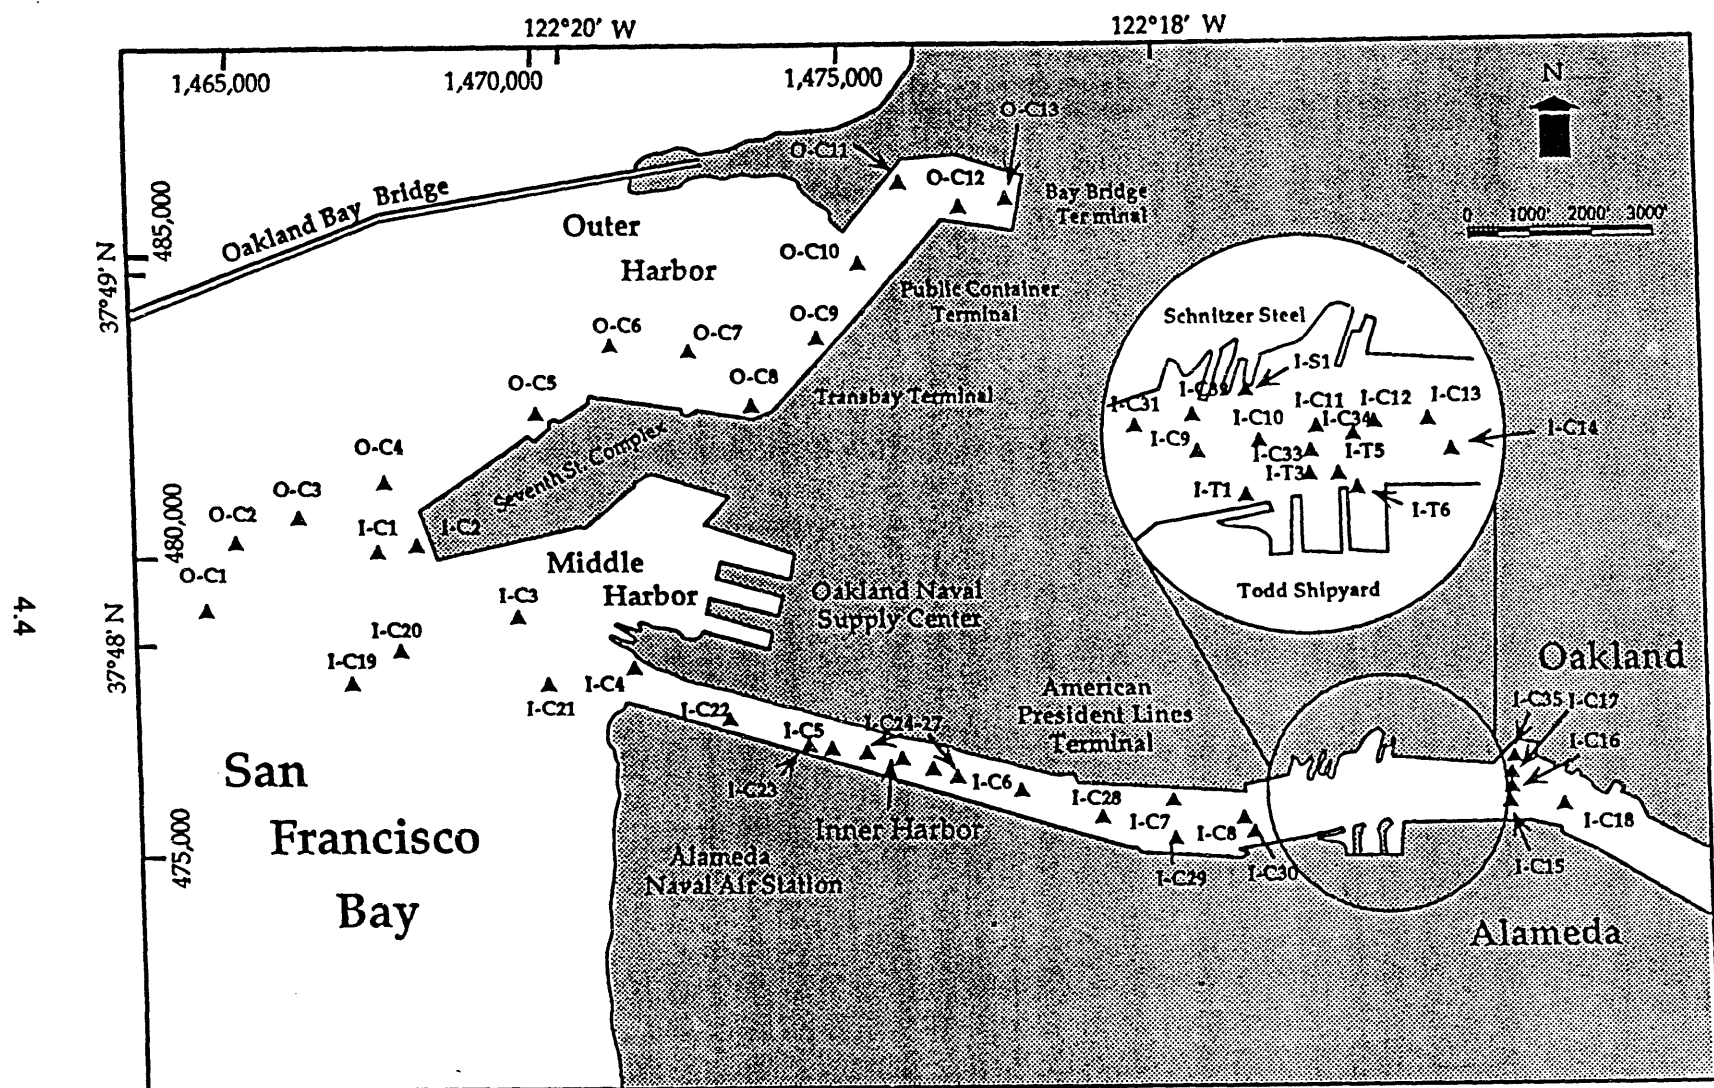 122°20' W
122°18' W
1,465,000
1,470,000
1,475,000
N
O-C13
O-C11
O-C12
Bay Bridge
Terminal
Oakland Bay Bridge
485,000
37°49' N
Outer
Harbor
O-C10
0 1000' 2000' 3000'
Public Container
Terminal
O-C6
O-C7
O-C9
Schnitzer Steel
I-S1
O-C5
O-C8
Transbay Terminal
I-C31
I-C10
I-C11
I-C12
I-C13
I-C34
I-C14
I-C9
I-C33
I-T5
I-T3
I-T1
I-T6
Todd Shipyard
O-C4
Seventh St. Complex
O-C3
O-C2
I-C1
I-C2
480,000
O-C1
Middle
Harbor
I-C3
Oakland Naval
Supply Center
4.4
I-C20
I-C19
37°48' N
I-C4
I-C21
Oakland
American
President Lines
Terminal
I-C35
I-C17
I-C16
I-C22
I-C5
I-C24-27
I-C23
I-C6
I-C28
I-C7
I-C8
I-C18
San
Francisco
Bay
475,000
Inner Harbor
Alameda
Naval Air Station
I-C29
I-C30
I-C15
Alameda